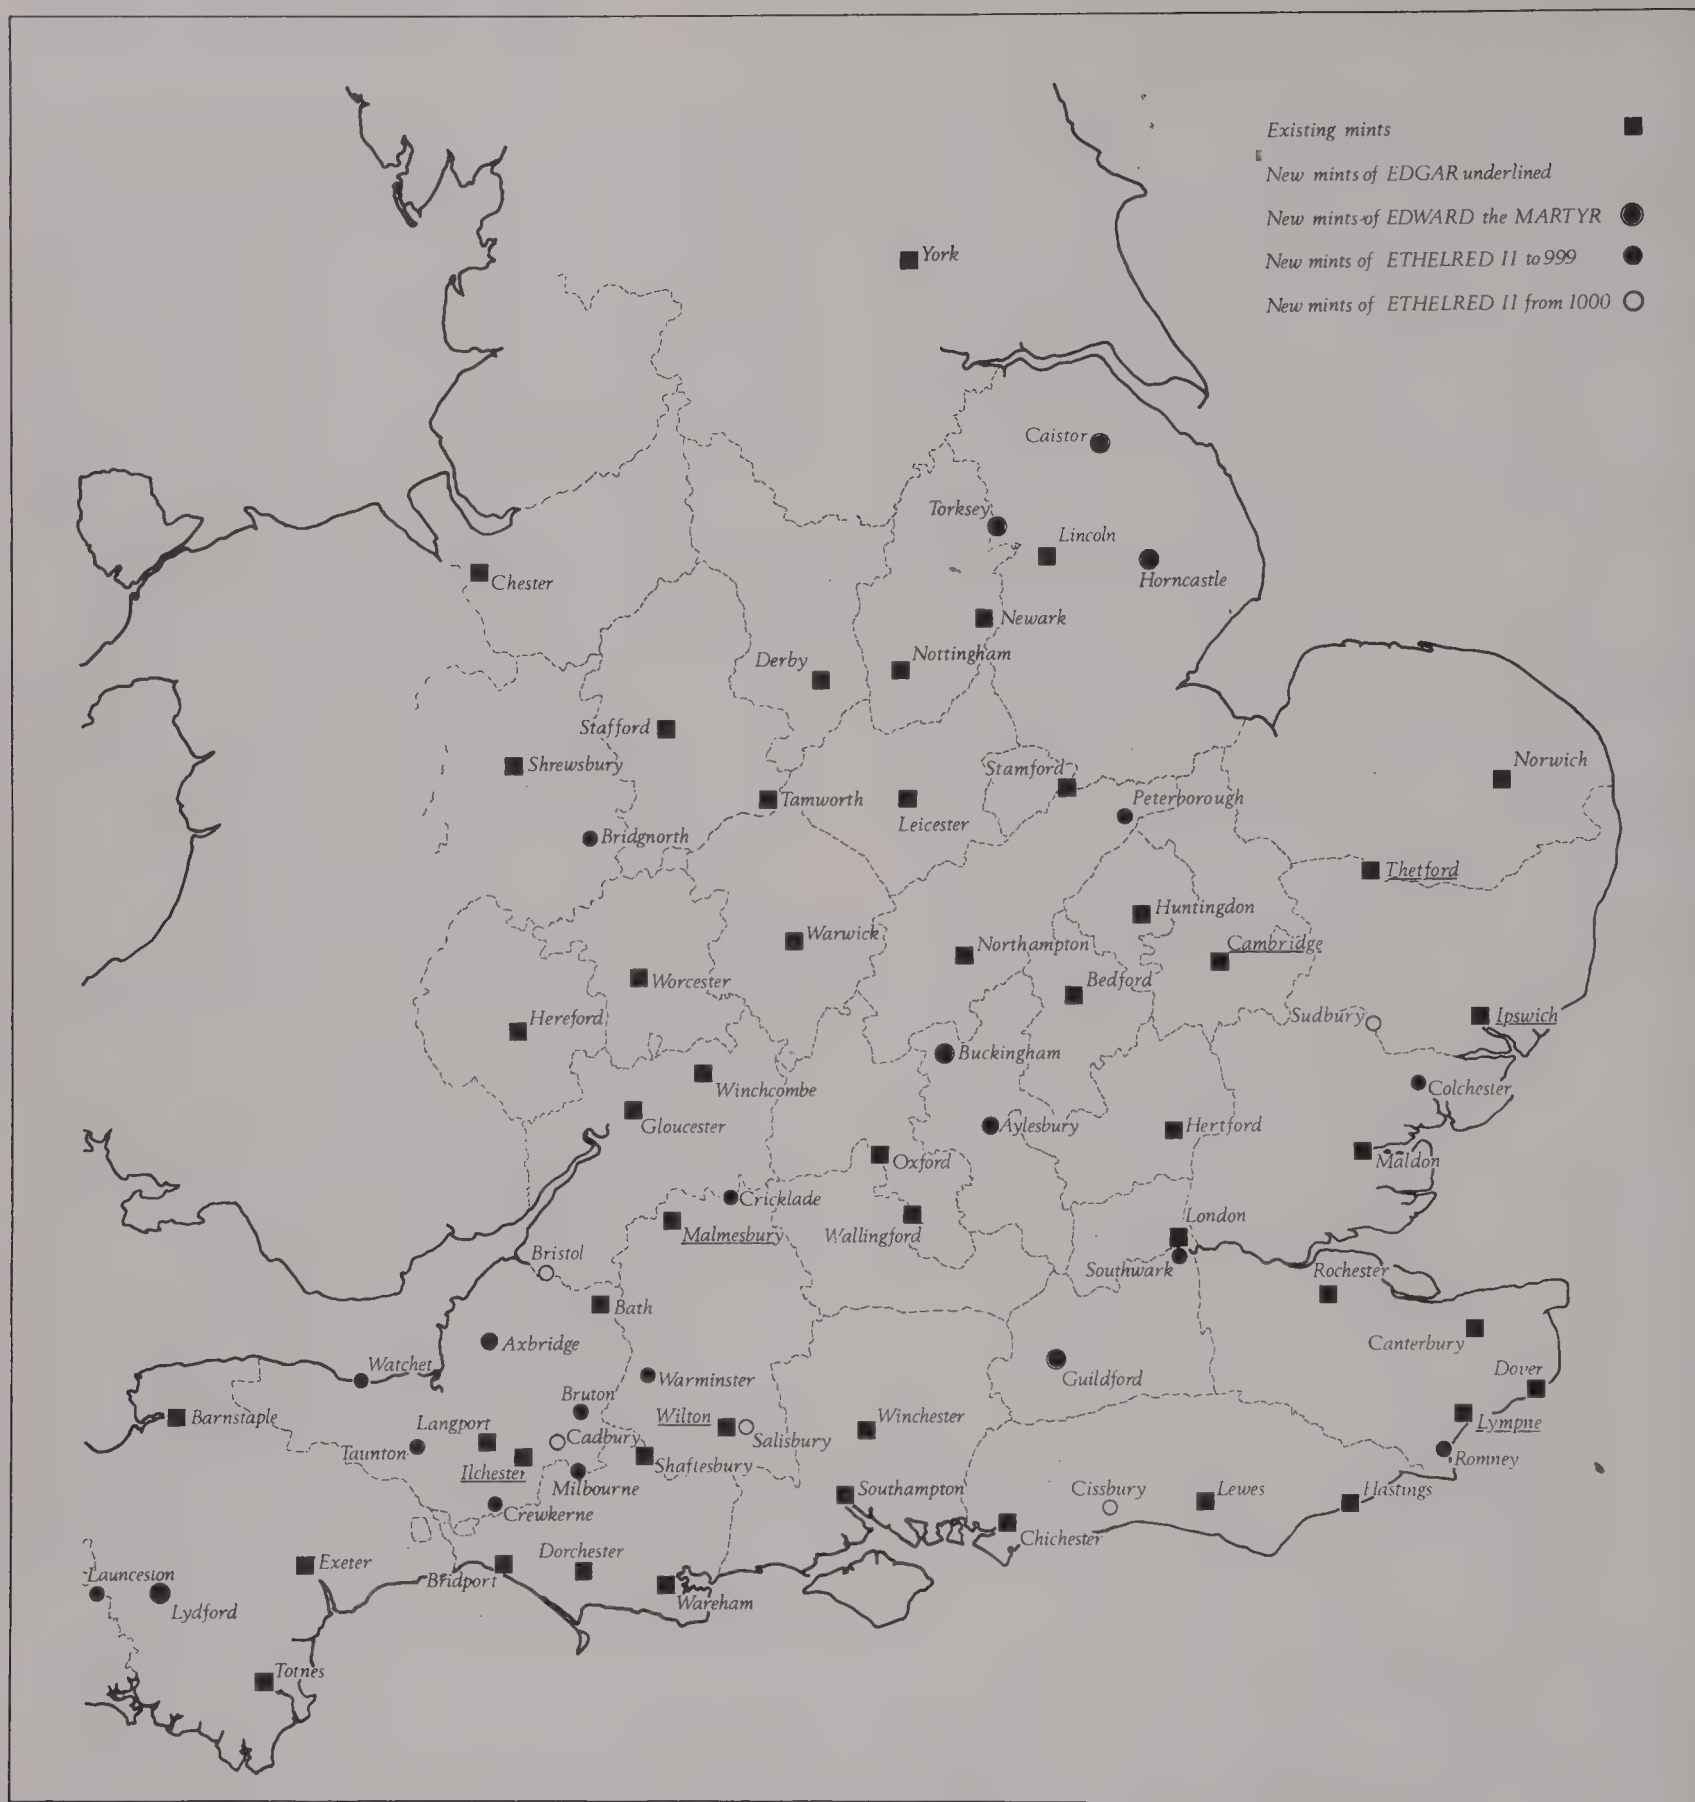 Existing mints
New mints of EDGAR underlined
New mints of EDWARD the MARTYR
New mints of ETHELRED II to 999
New mints of ETHELRED II from 1000
York
Caistor
Torksey
Lincoln
Horncastle
Chester
Newark
Nottingham
Derby
Stafford
Shrewsbury
Stamford
Norwich
Tamworth
Leicester
Peterborough
Bridgnorth
Thetford
Huntingdon
Warwick
Northampton
Cambridge
Worcester
Bedford
Hereford
Sudbury
Ipswich
Buckingham
Winchcombe
Colchester
Gloucester
Aylesbury
Hertford
Oxford
Maldon
Cricklade
Malmesbury
Wallingford
London
Bristol
Southwark
Rochester
Bath
Axbridge
Canterbury
Watchet
Warminster
Guildford
Dover
Bruton
Barnstaple
Langport
Wilton
Winchester
Lympne
Taunton
Cadbury
Salisbury
Ilchester
Shaftesbury
Romney
Milbourne
Southampton
Cissbury
Lewes
Hastings
Crewkerne
Chichester
Exeter
Dorchester
Launceston
Bridport
Lydford
Wareham
Totnes